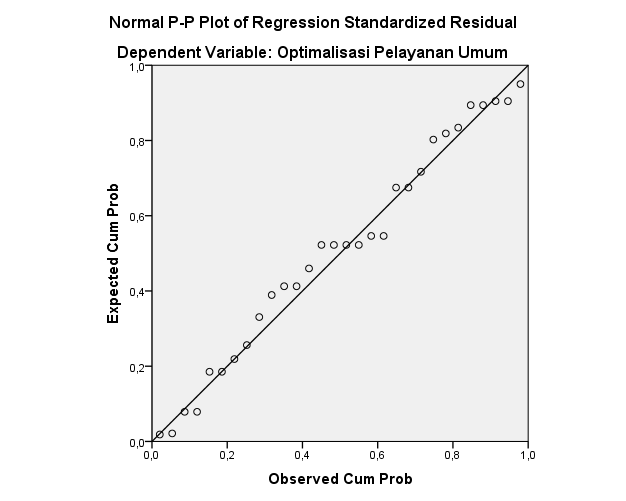 Normal P-P Plot of Regression Standardized Residual
Dependent Variable: Optimalisasi Pelayanan Umum
1,0
0,8
0,6
0,4
0,2
0,0
Expected Cum Prob
0,0 0,2 0,4 0,6 0,8 1,0
Observed Cum Prob